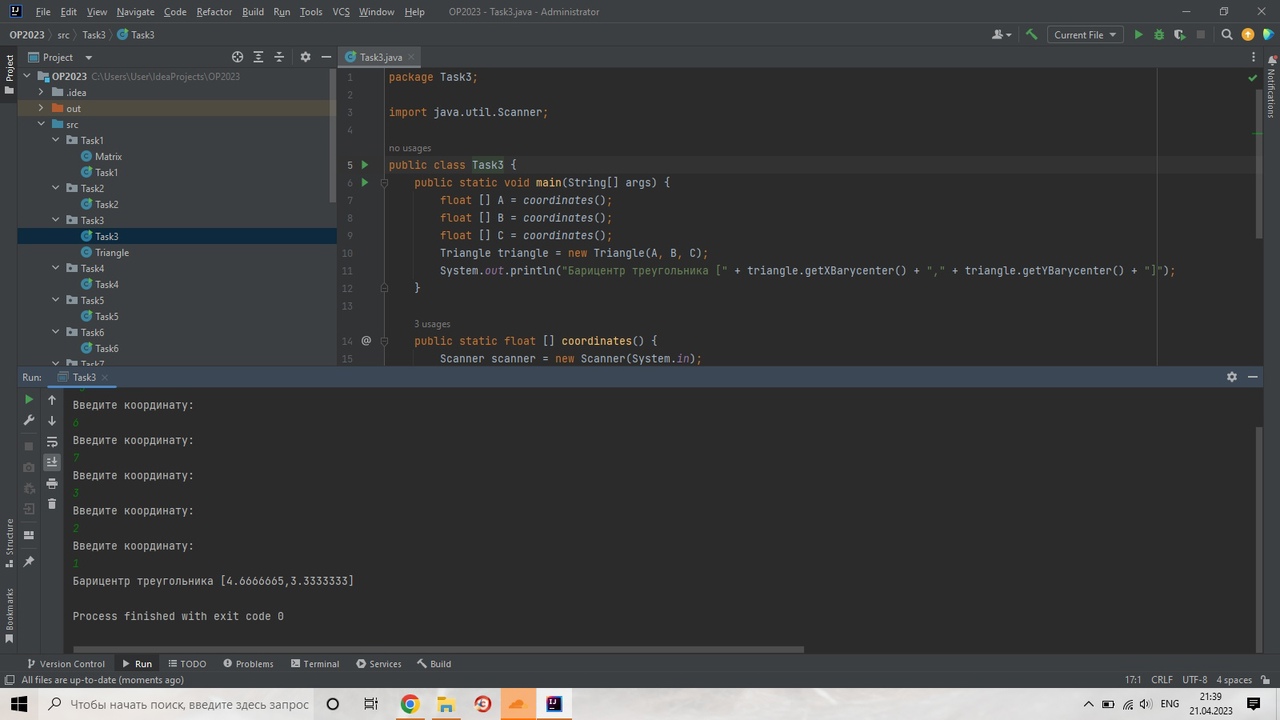 File Edit View Navigate Code Refactor Build Run Tools VCS Window Help OP2023 - Task3.java - Administrator
OP2023 src Task3 Task3 Current File
Project
Project
Task3.java
OP2023 C:\Users\User\IdeaProjects\OP2023
.idea
out
src
Task1
Matrix
Task1
Task2
Task2
Task3
Task3
Triangle
Task4
Task4
Task5
Task5
Task6
Task6
Task7
1 package Task3;
2
3 import java.util.Scanner;
4
no usages
5 public class Task3 {
6 public static void main(String[] args) {
7 float [] A = coordinates();
8 float [] B = coordinates();
9 float [] C = coordinates();
10 Triangle triangle = new Triangle(A, B, C);
11 System.out.println("Барицентр треугольника [" + triangle.getXBarycenter() + "," + triangle.getYBarycenter() + "]");
12 }
13
3 usages
14 @ public static float [] coordinates() {
15 Scanner scanner = new Scanner(System.in);
Notifications
Run: Task3
Введите координату:
6
Введите координату:
7
Введите координату:
3
Введите координату:
2
Введите координату:
1
Барицентр треугольника [4.6666665,3.3333333]
Process finished with exit code 0
Structure
Bookmarks
Version Control Run TODO Problems Terminal Services Build
All files are up-to-date (moments ago) 17:1 CRLF UTF-8 4 spaces
Чтобы начать поиск, введите здесь запрос
ENG
21:39
21.04.2023